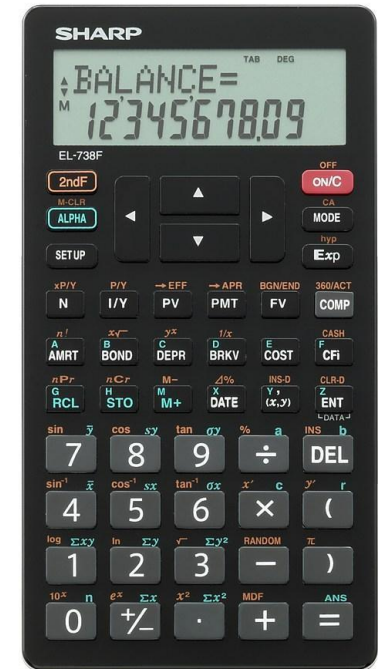 SHARP
TAB DEG
BALANCE=
M 12'345'678.09
EL-738F
OFF
2ndF ON/C
M-CLR CA
ALPHA MODE
hyp
SETUP Exp
xP/Y P/Y →EFF →APR BGN/END 360/ACT
N I/Y PV PMT FV COMP
n! x√‾ yˣ 1/x CASH
A B C D E F
AMRT BOND DEPR BRKV COST CFi
nPr nCr M− ⊿% INS-D CLR-D
G H M X Y, Z
RCL STO M+ DATE (x,y) ENT
DATA
sin ȳ cos sy tan σy % a INS b
7 8 9 ÷ DEL
sin⁻¹ x̄ cos⁻¹ sx tan⁻¹ σx x′ c y′ r
4 5 6 × (
log Σxy ln Σy √‾ Σy² RANDOM π
1 2 3 − )
10ˣ n eˣ Σx x² Σx² MDF ANS
0 +/− · + =